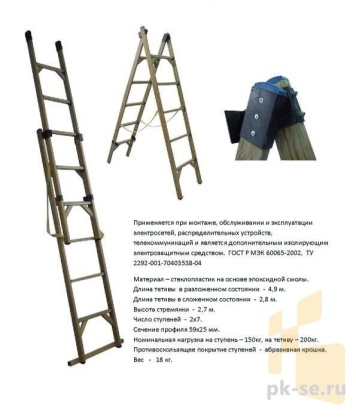 Применяется при монтаже, обслуживании и эксплуатации
электросетей, распределительных устройств,
телекоммуникаций и является дополнительным изолирующим
электрозащитным средством. ГОСТ Р МЭК 60065-2002, ТУ
2292-001-70403538-04
Материал – стеклопластик на основе эпоксидной смолы.
Длина тетивы в разложенном состоянии - 4,9 м.
Длина тетивы в сложенном состоянии - 2,8 м.
Высота стремянки - 2,7 м.
Число ступеней - 2х7.
Сечение профиля 59х25 мм.
Номинальная нагрузка на ступень – 150кг, на тетиву – 200кг.
Противоскользящее покрытие ступеней - абразивная крошка.
Вес - 18 кг.
pk-se.ru